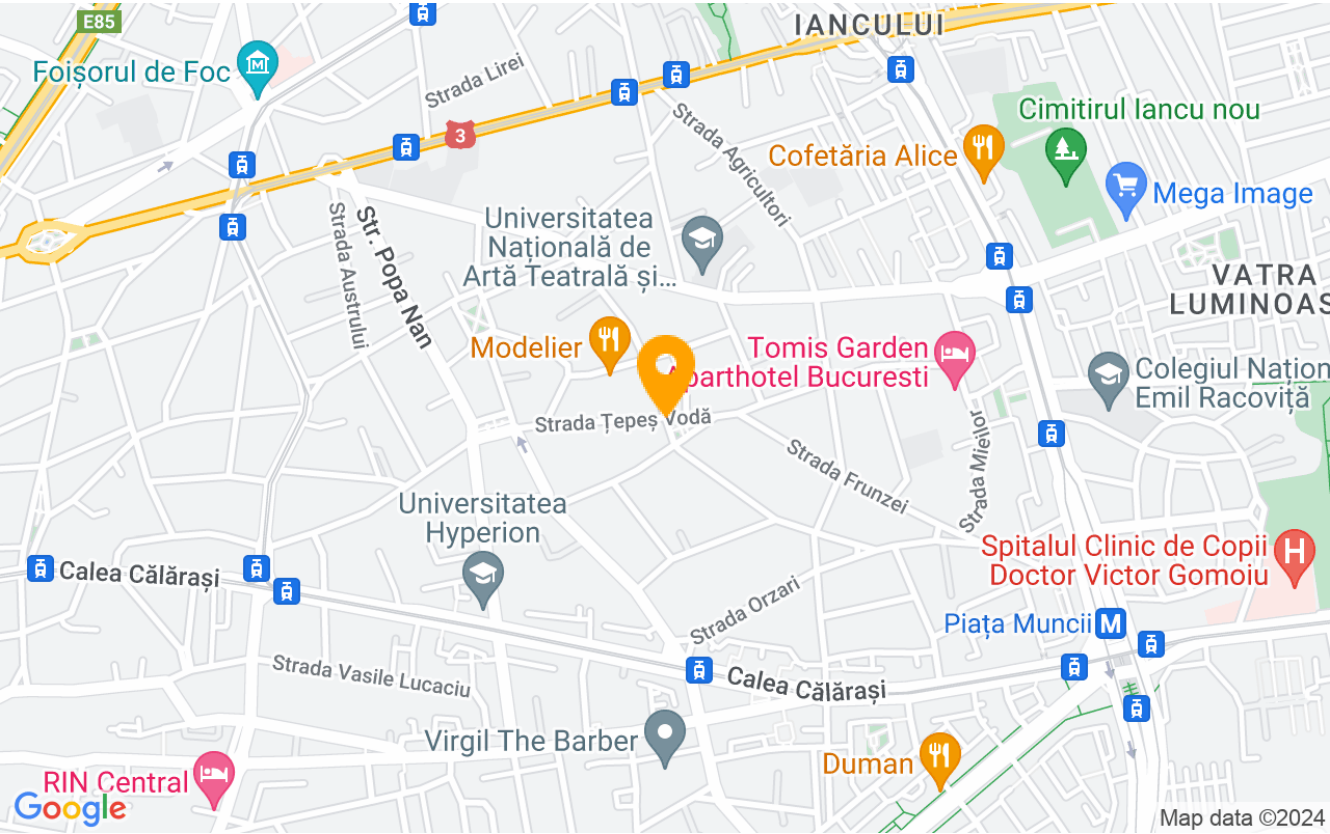 E85
IANCULUI
Foișorul de Foc
M
Strada Lirei
3
Cimitirul Iancu nou
Strada Agricultori
Cofetăria Alice
Mega Image
Universitatea
Națională de
Artă Teatrală și...
Strada Austrului
Str. Popa Nan
VATRA
LUMINOAS
Modelier
Tomis Garden
Aparthotel București
Colegiul Națion
Emil Racoviță
Strada Țepeș Vodă
Strada Mieilor
Strada Frunzei
Universitatea
Hyperion
Spitalul Clinic de Copii
Doctor Victor Gomoiu
H
Calea Călărași
Strada Orzari
Piața Muncii
M
Strada Vasile Lucaciu
Calea Călărași
Virgil The Barber
Duman
RIN Central
Google
Map data ©2024